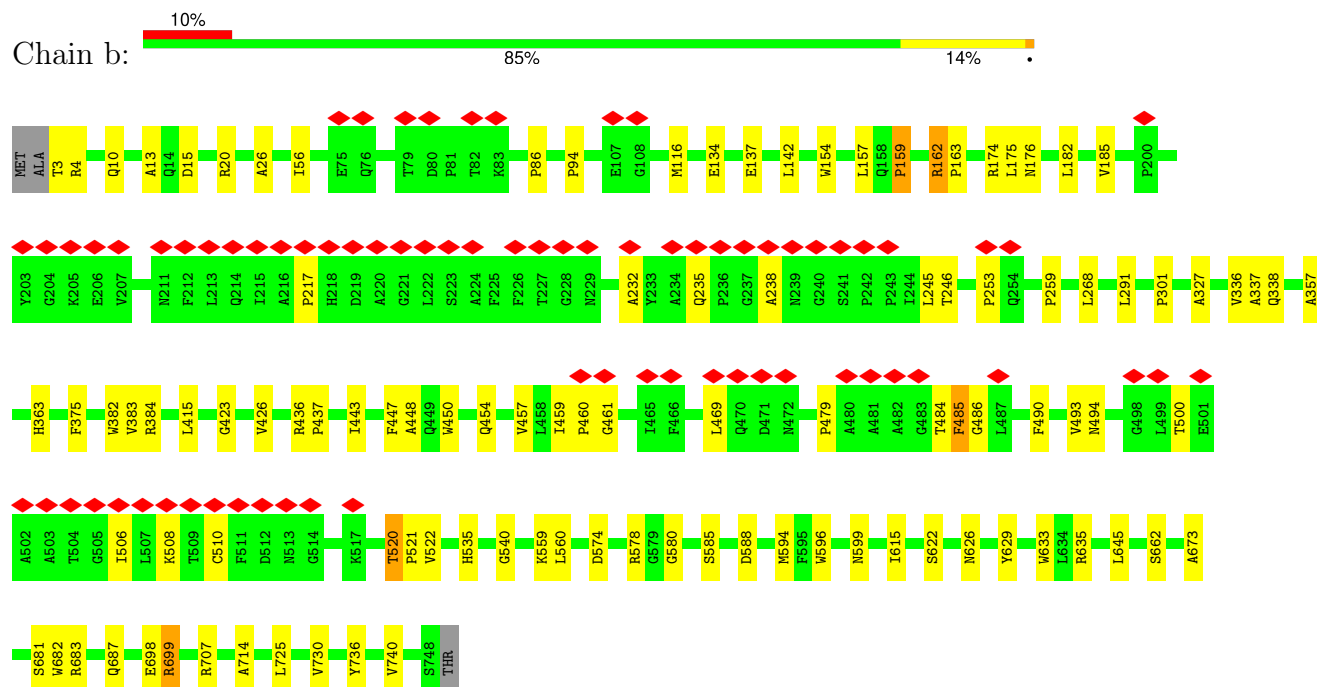 10%
Chain b:
85% 14% •
MET ALA T3 R4 Q10 A13 Q14 D15 R20 A26 I56 E75 Q76 T79 D80 P81 T82 K83 P86 P94 E107 G108 M116 E134 E137 L142 W154 L157 Q158 P159 R162 P163 R174 L175 N176 L182 V185 P200
Y203 G204 K205 E206 V207 N211 F212 L213 Q214 I215 A216 P217 H218 D219 A220 G221 L222 S223 A224 F225 F226 T227 G228 N229 A232 Y233 A234 Q235 P236 G237 A238 N239 G240 S241 P242 P243 I244 L245 T246 P253 Q254 P259 L268 L291 P301 A327 V336 A337 Q338 A357
H363 F375 W382 V383 R384 L415 G423 V426 R436 P437 I443 F447 A448 Q449 W450 Q454 V457 L458 I459 P460 G461 I465 F466 L469 Q470 D471 N472 P479 A480 A481 A482 G483 T484 F485 G486 L487 F490 V493 N494 G498 L499 T500 E501
A502 A503 T504 G505 I506 L507 K508 T509 C510 F511 D512 N513 G514 K517 T520 P521 V522 H535 G540 K559 L560 D574 R578 G579 G580 S585 D588 M594 F595 W596 N599 I615 S622 N626 Y629 W633 L634 R635 L645 S662 A673
S681 W682 R683 Q687 E698 R699 R707 A714 L725 V730 Y736 V740 S748 THR